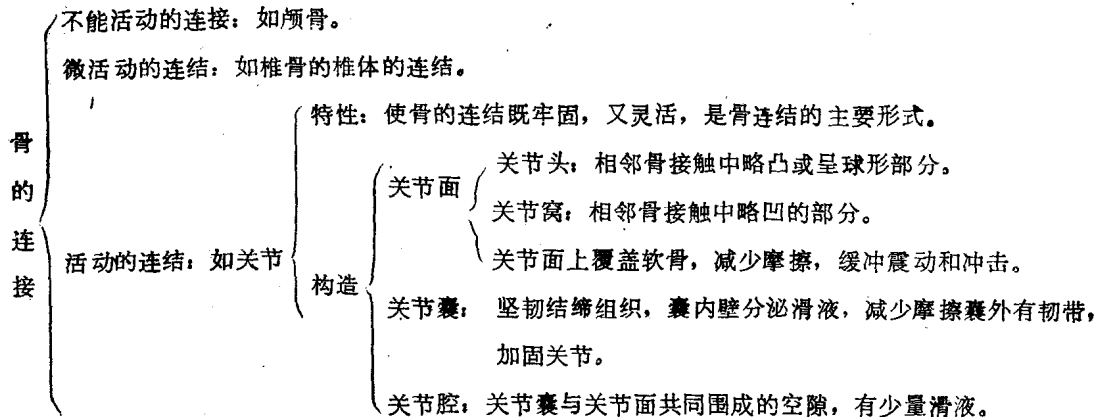 不能活动的连接：如颅骨。
微活动的连结：如椎骨的椎体的连结。
骨的连接
活动的连结：如关节
特性：使骨的连结既牢固，又灵活，是骨连结的主要形式。
构造
关节面
关节头：相邻骨接触中略凸或呈球形部分。
关节窝：相邻骨接触中略凹的部分。
关节面上覆盖软骨，减少摩擦，缓冲震动和冲击。
关节囊：坚韧结缔组织，囊内壁分泌滑液，减少摩擦囊外有韧带，
加固关节。
关节腔：关节囊与关节面共同围成的空隙，有少量滑液。